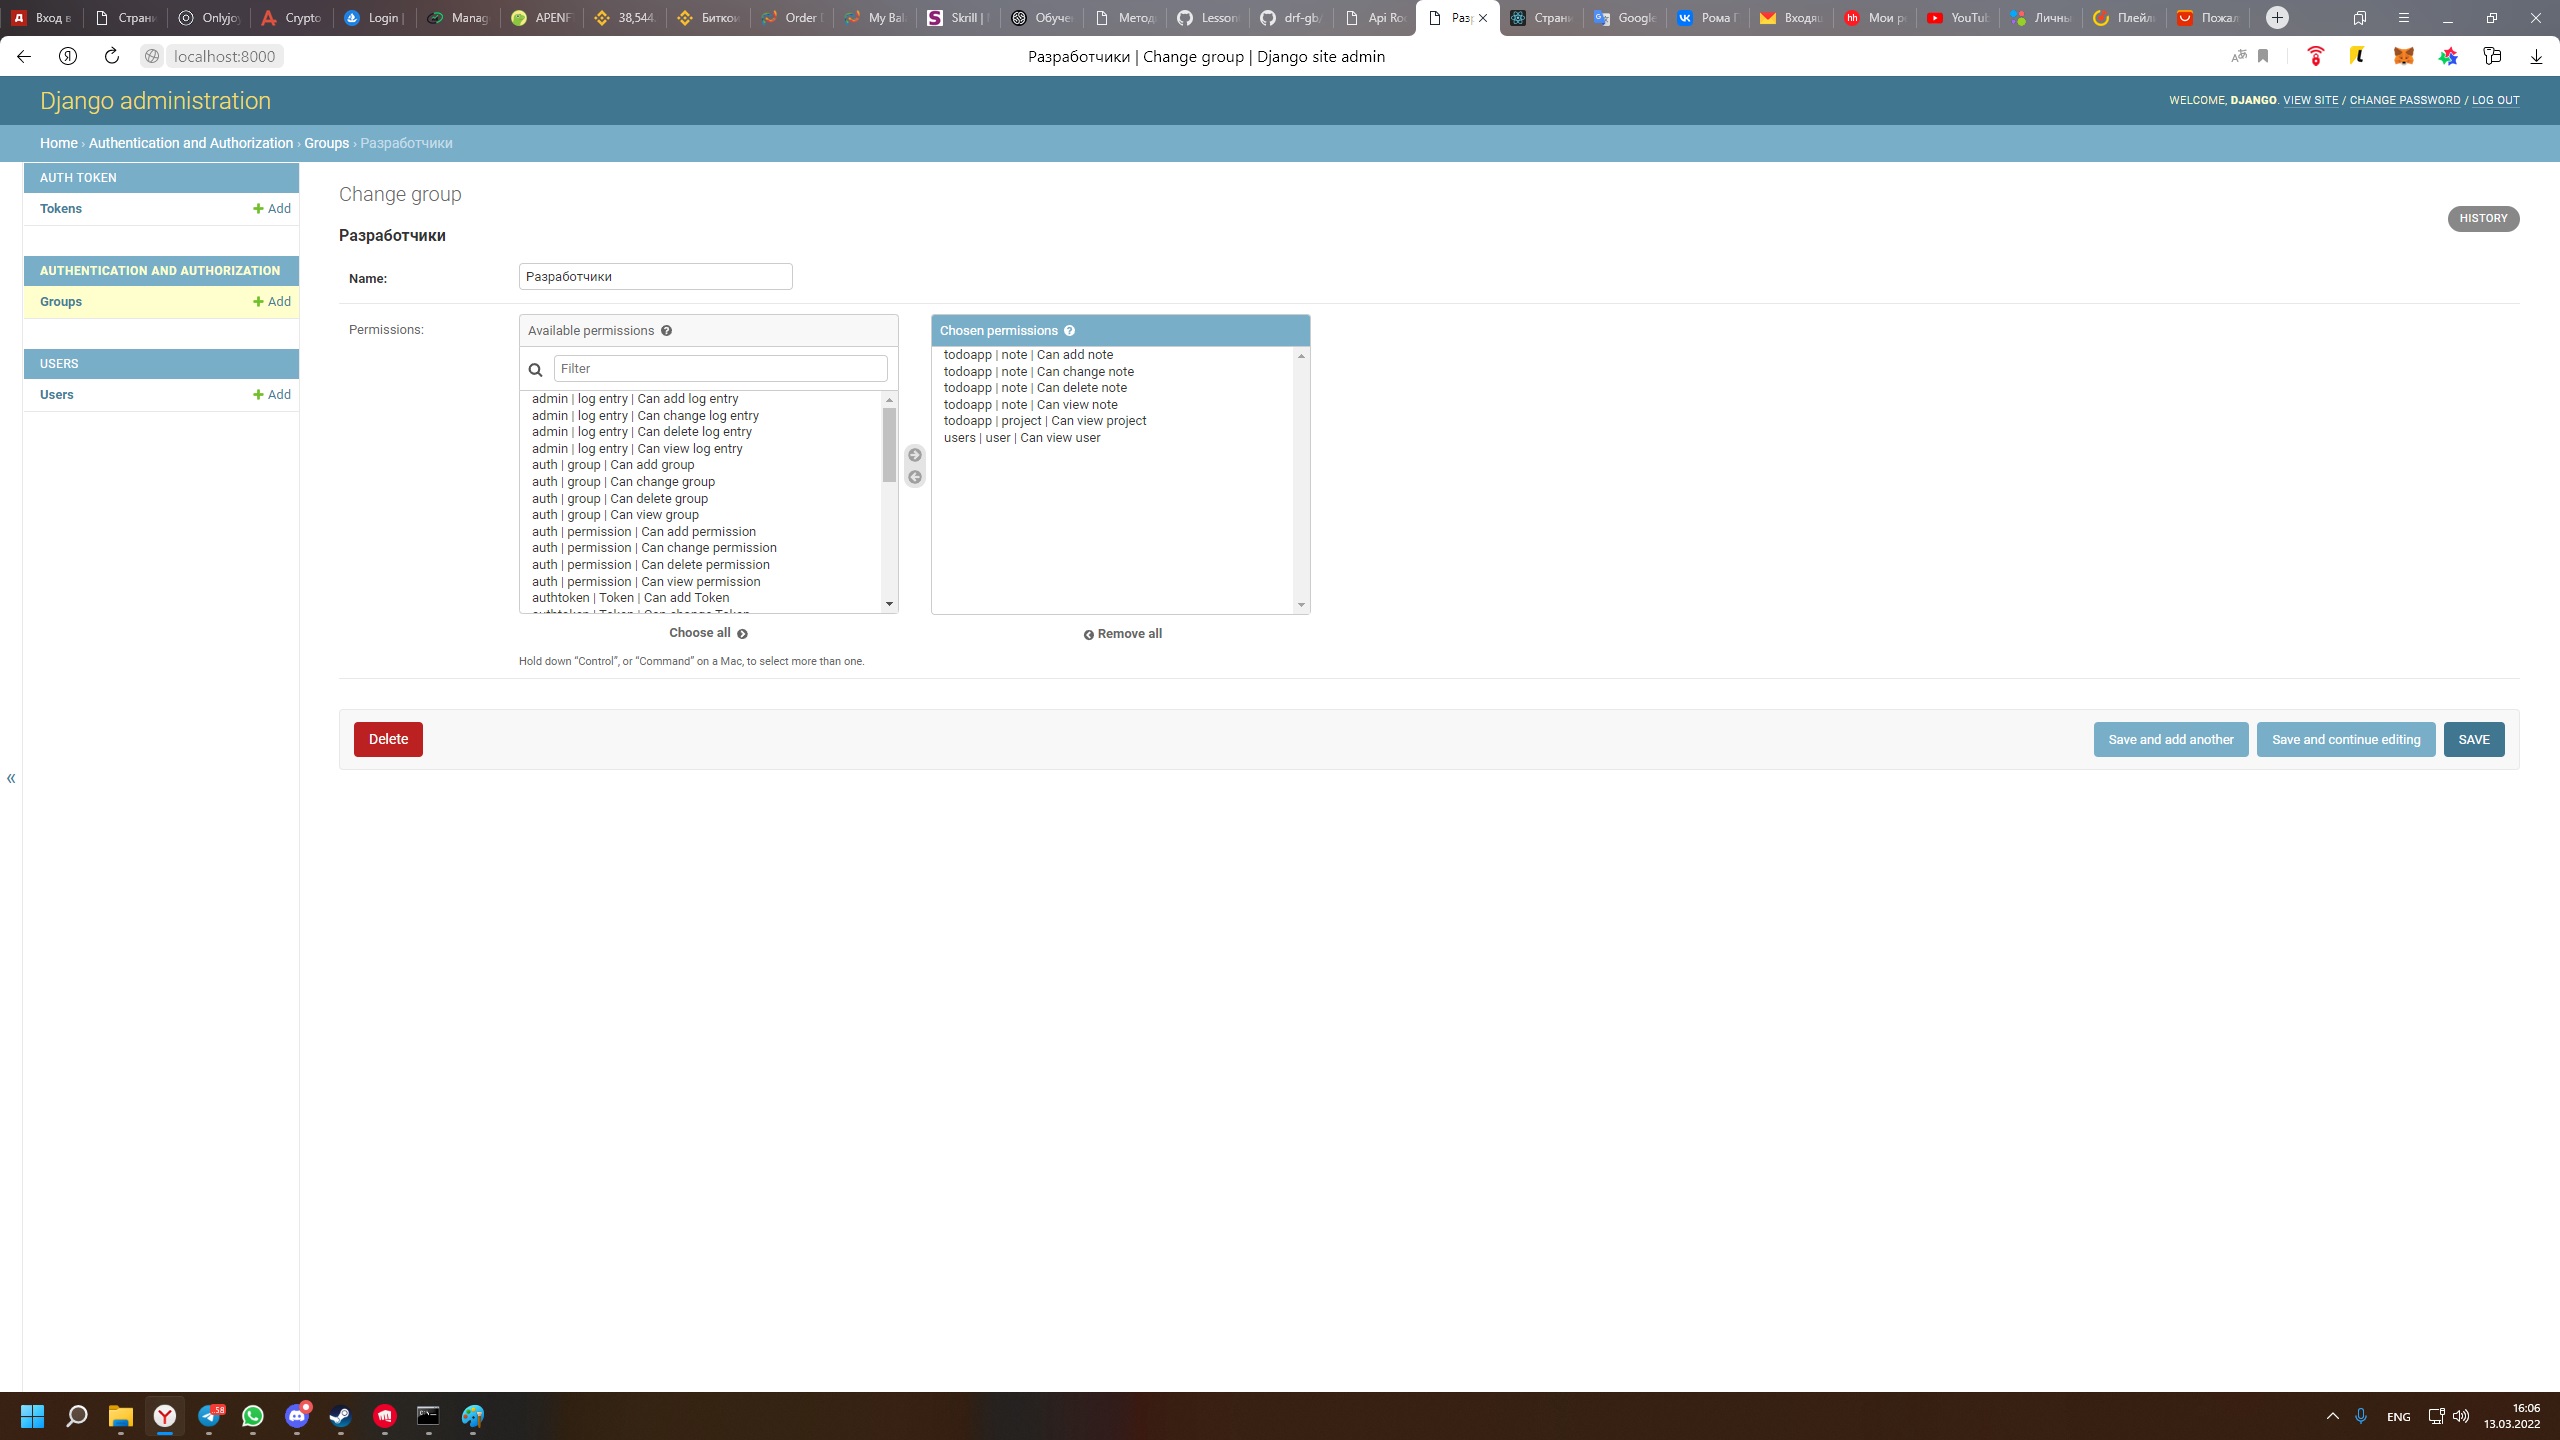 Вход в Страни Onlyjo Crypto Login | Manag APENF 38,544. Биткои Order My Bal Skrill | Обуче Метод Lesson drf-gb/ Api Ro Раз Страни Google Рома Входящ Мои р YouTub Личны Плейл Пожал
localhost:8000
Разработчики | Change group | Django site admin
Django administration
WELCOME, DJANGO. VIEW SITE / CHANGE PASSWORD / LOG OUT
Home › Authentication and Authorization › Groups › Разработчики
AUTH TOKEN
Tokens
Add
AUTHENTICATION AND AUTHORIZATION
Groups
Add
USERS
Users
Add
Change group
HISTORY
Разработчики
Name:
Разработчики
Permissions:
Available permissions
Filter
admin | log entry | Can add log entry
admin | log entry | Can change log entry
admin | log entry | Can delete log entry
admin | log entry | Can view log entry
auth | group | Can add group
auth | group | Can change group
auth | group | Can delete group
auth | group | Can view group
auth | permission | Can add permission
auth | permission | Can change permission
auth | permission | Can delete permission
auth | permission | Can view permission
authtoken | Token | Can add Token
authtoken | Token | Can change Token
Choose all
Chosen permissions
todoapp | note | Can add note
todoapp | note | Can change note
todoapp | note | Can delete note
todoapp | note | Can view note
todoapp | project | Can view project
users | user | Can view user
Remove all
Hold down “Control”, or “Command” on a Mac, to select more than one.
Delete
Save and add another
Save and continue editing
SAVE
«
ENG
16:06
13.03.2022